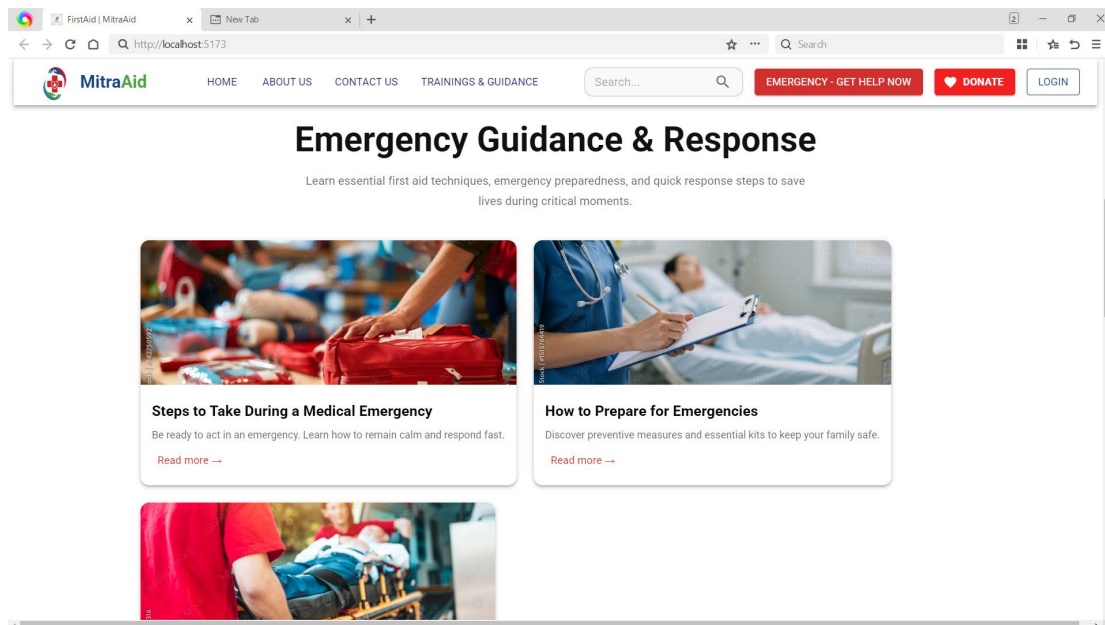 FirstAid | MitraAid
New Tab
2
http://localhost:5173
Search
MitraAid
HOME
ABOUT US
CONTACT US
TRAININGS & GUIDANCE
Search...
EMERGENCY - GET HELP NOW
DONATE
LOGIN
Emergency Guidance & Response
Learn essential first aid techniques, emergency preparedness, and quick response steps to save
lives during critical moments.
Steps to Take During a Medical Emergency
Be ready to act in an emergency. Learn how to remain calm and respond fast.
Read more →
Stock | #1515764419
How to Prepare for Emergencies
Discover preventive measures and essential kits to keep your family safe.
Read more →
316